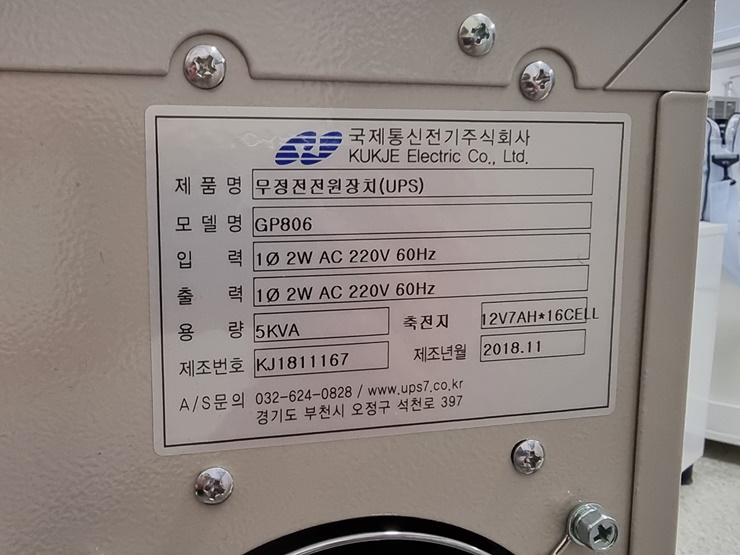 국제통신전기주식회사
KUKJE Electric Co., Ltd.
제 품 명 무정전전원장치(UPS)
모 델 명 GP806
입 력 1Ø 2W AC 220V 60Hz
출 력 1Ø 2W AC 220V 60Hz
용 량 5KVA 축전지 12V7AH*16CELL
제조번호 KJ1811167 제조년월 2018.11
A/S문의 032-624-0828 / www.ups7.co.kr
경기도 부천시 오정구 석천로 397